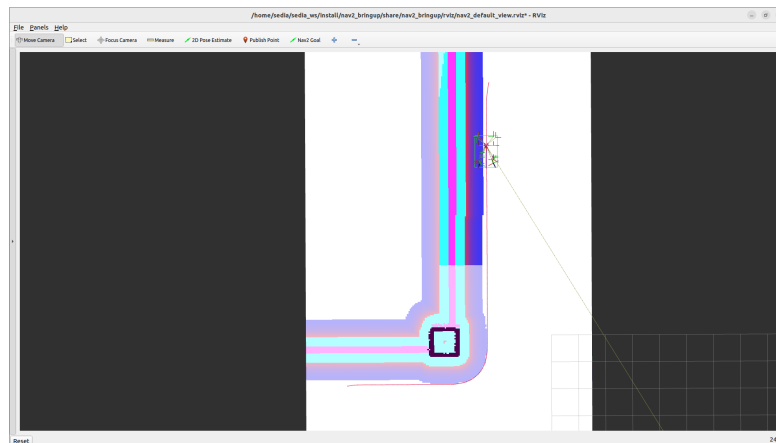 /home/sedia/sedia_ws/install/nav2_bringup/share/nav2_bringup/rviz/nav2_default_view.rviz* - RViz
File Panels Help
Move Camera Select Focus Camera Measure 2D Pose Estimate Publish Point Nav2 Goal
Reset 24